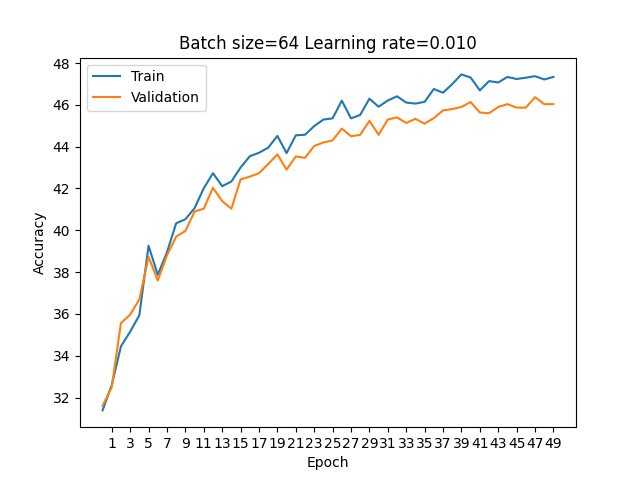 Batch size=64 Learning rate=0.010
Train
Validation
48
46
44
42
40
38
36
34
32
Accuracy
1 3 5 7 9 11 13 15 17 19 21 23 25 27 29 31 33 35 37 39 41 43 45 47 49
Epoch